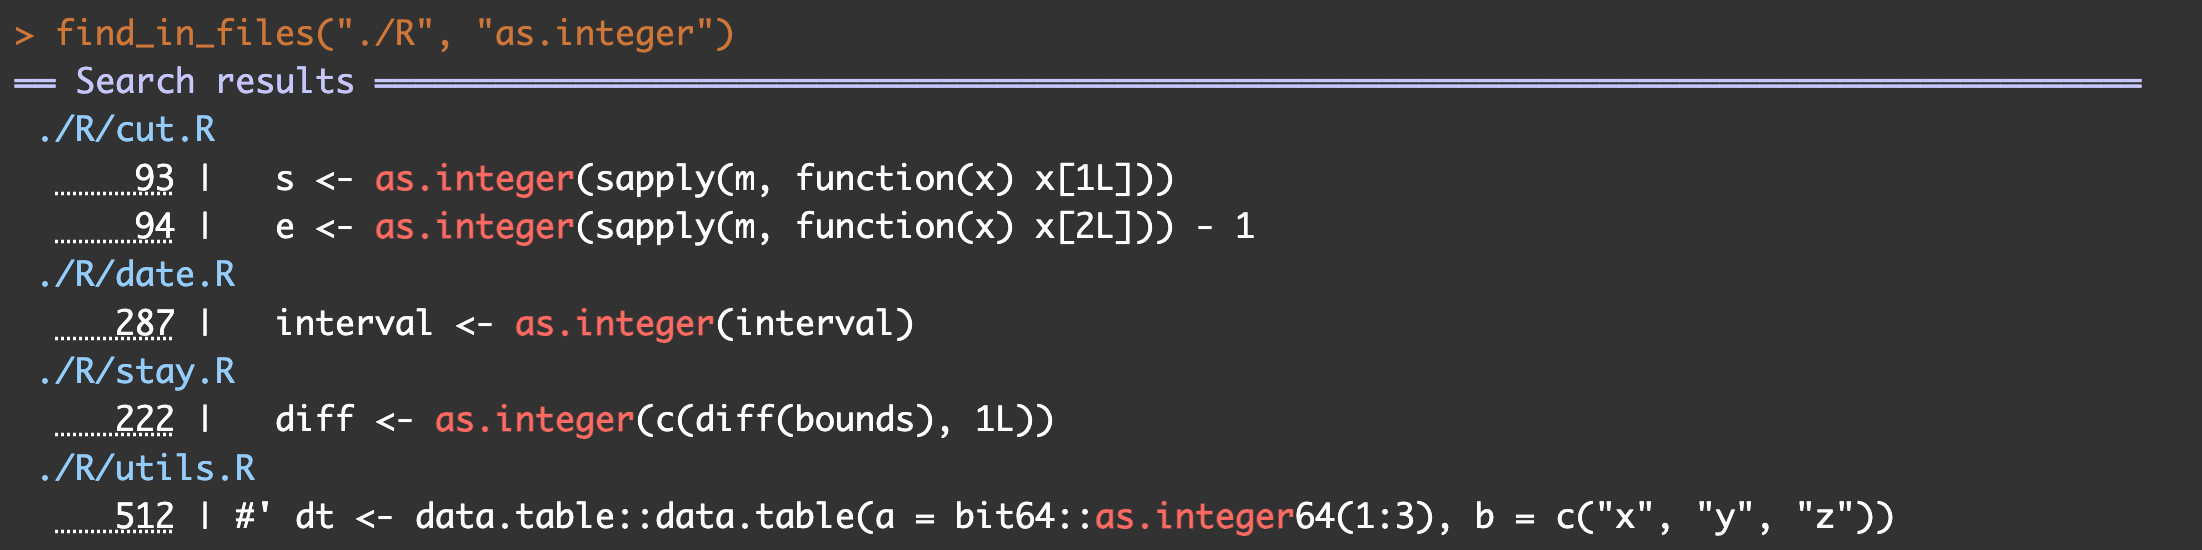 > find_in_files("./R", "as.integer")
══ Search results ════════════════════════════════════════
./R/cut.R
93 |   s <- as.integer(sapply(m, function(x) x[1L]))
94 |   e <- as.integer(sapply(m, function(x) x[2L])) - 1
./R/date.R
287 |   interval <- as.integer(interval)
./R/stay.R
222 |   diff <- as.integer(c(diff(bounds), 1L))
./R/utils.R
512 | #' dt <- data.table::data.table(a = bit64::as.integer64(1:3), b = c("x", "y", "z"))